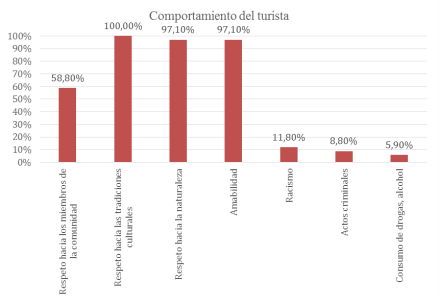 Comportamiento del turista
100%
90%
80%
70%
60%
50%
40%
30%
20%
10%
0%
58,80%
100,00%
97,10%
97,10%
11,80%
8,80%
5,90%
Respeto hacia los miembros de
la comunidad
Respeto hacia las tradiciones
culturales
Respeto hacia la naturaleza
Amabilidad
Racismo
Actos criminales
Consumo de drogas, alcohol